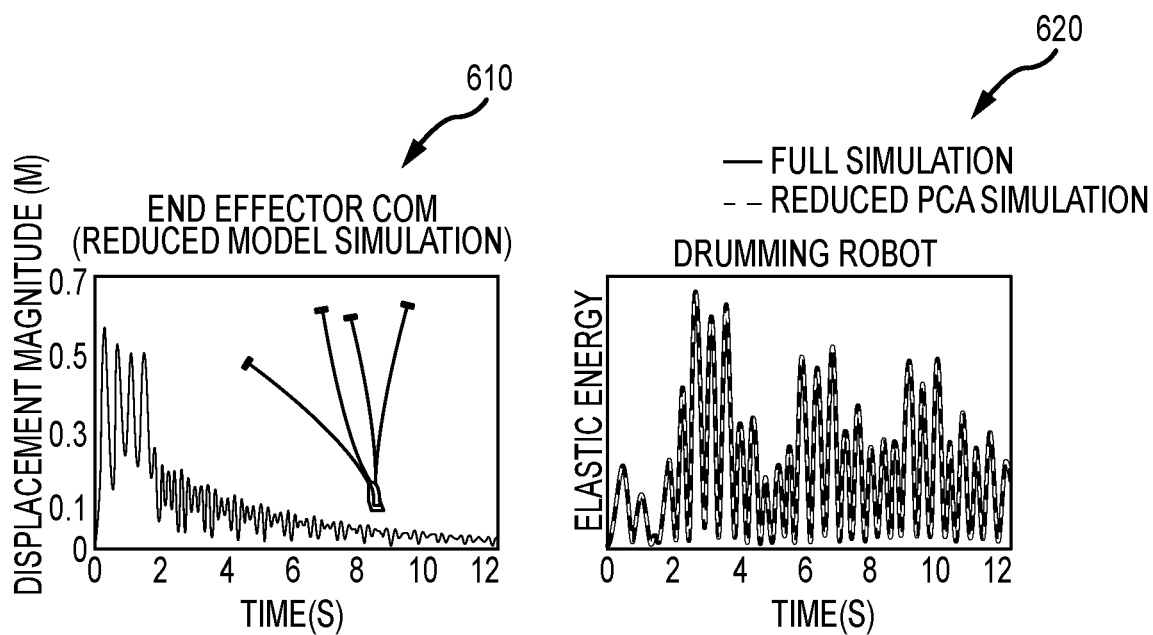 610
620
DISPLACEMENT MAGNITUDE (M)
END EFFECTOR COM
(REDUCED MODEL SIMULATION)
0.7
0.5
0.3
0.1
0
0 2 4 6 8 10 12
TIME(S)
FULL SIMULATION
REDUCED PCA SIMULATION
DRUMMING ROBOT
ELASTIC ENERGY
0 2 4 6 8 10 12
TIME(S)